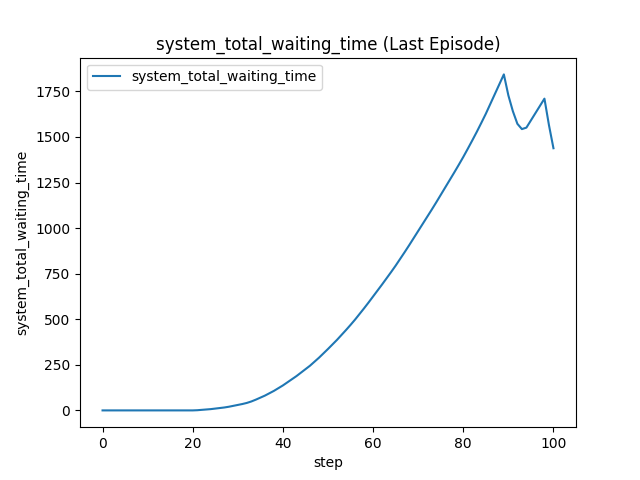 system_total_waiting_time (Last Episode)
system_total_waiting_time
system_total_waiting_time
1750
1500
1250
1000
750
500
250
0
0 20 40 60 80 100
step